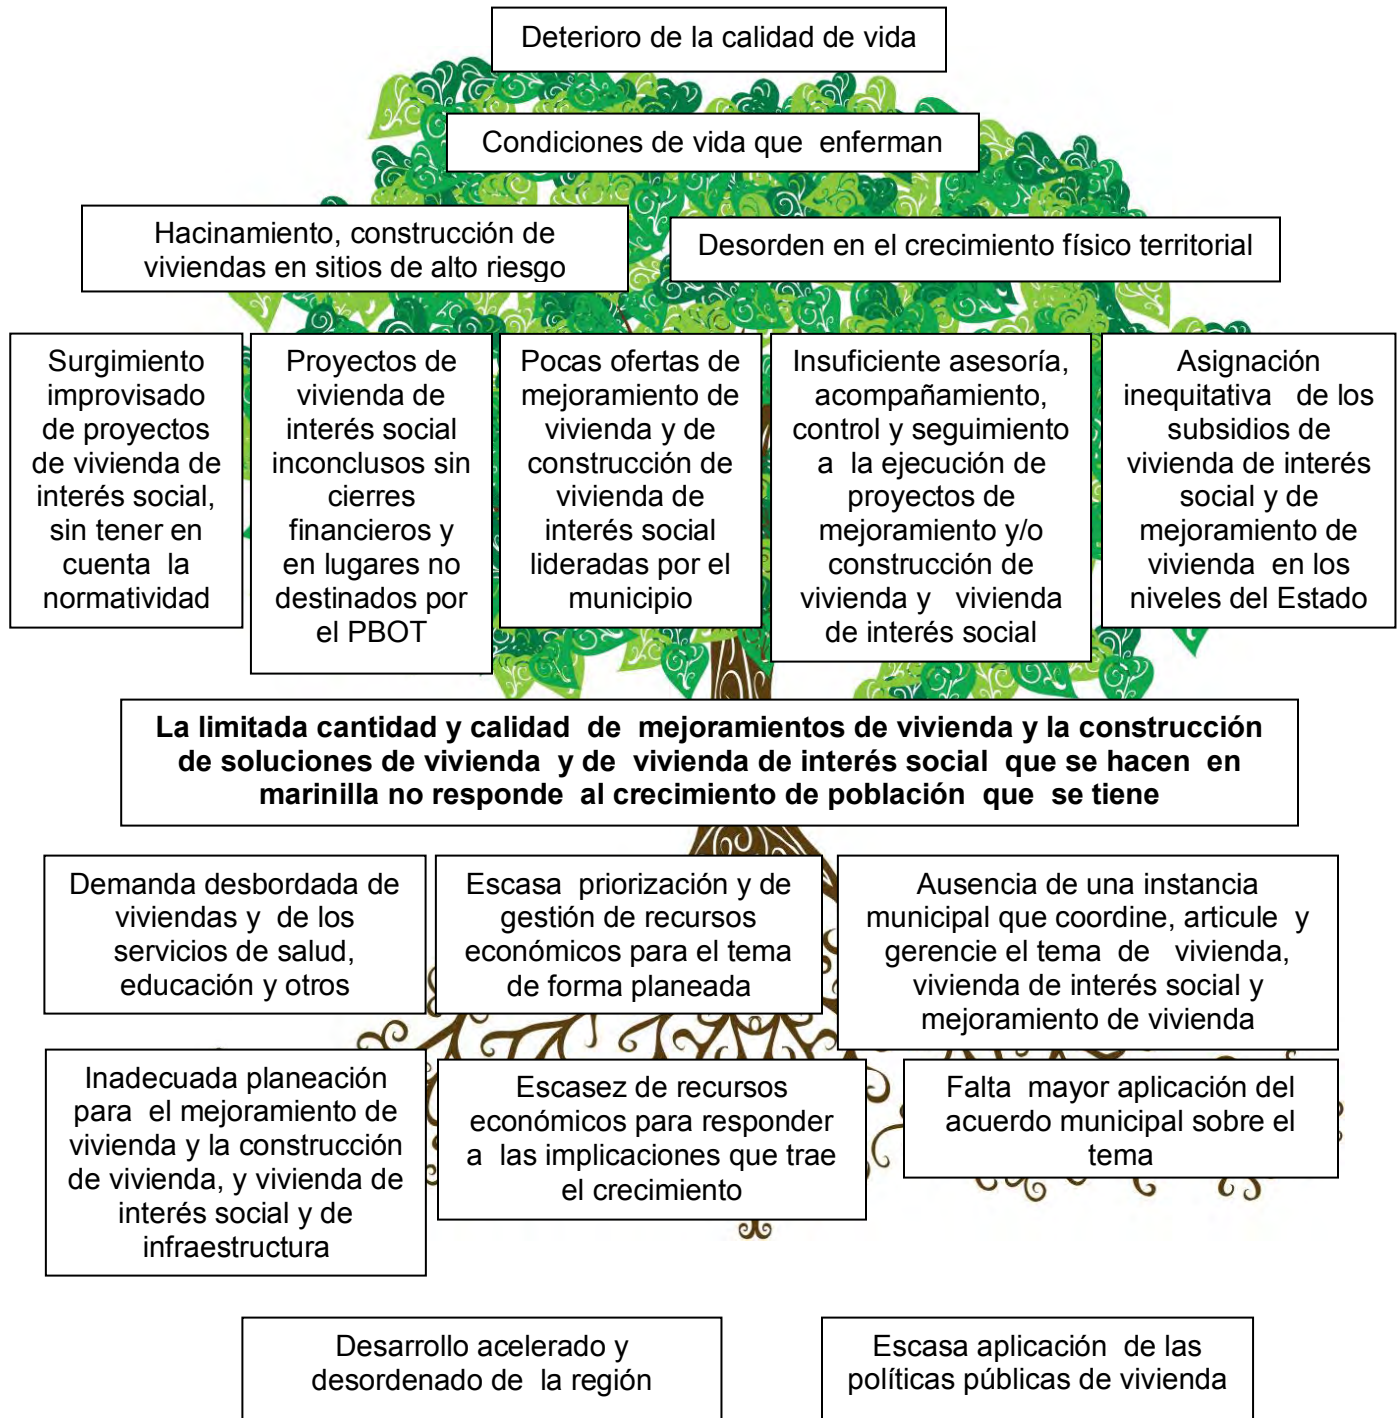 Deterioro de la calidad de vida
Condiciones de vida que enferman
Hacinamiento, construcción de
viviendas en sitios de alto riesgo
Desorden en el crecimiento físico territorial
Surgimiento
improvisado
de proyectos
de vivienda de
interés social,
sin tener en
cuenta la
normatividad
Proyectos de
vivienda de
interés social
inconclusos sin
cierres
financieros y
en lugares no
destinados por
el PBOT
Pocas ofertas de
mejoramiento de
vivienda y de
construcción de
vivienda de
interés social
lideradas por el
municipio
Insuficiente asesoría,
acompañamiento,
control y seguimiento
a la ejecución de
proyectos de
mejoramiento y/o
construcción de
vivienda y vivienda
de interés social
Asignación
inequitativa de los
subsidios de
vivienda de interés
social y de
mejoramiento de
vivienda en los
niveles del Estado
La limitada cantidad y calidad de mejoramientos de vivienda y la construcción
de soluciones de vivienda y de vivienda de interés social que se hacen en
marinilla no responde al crecimiento de población que se tiene
Demanda desbordada de
viviendas y de los
servicios de salud,
educación y otros
Escasa priorización y de
gestión de recursos
económicos para el tema
de forma planeada
Ausencia de una instancia
municipal que coordine, articule y
gerencie el tema de vivienda,
vivienda de interés social y
mejoramiento de vivienda
Inadecuada planeación
para el mejoramiento de
vivienda y la construcción
de vivienda, y vivienda de
interés social y de
infraestructura
Escasez de recursos
económicos para responder
a las implicaciones que trae
el crecimiento
Falta mayor aplicación del
acuerdo municipal sobre el
tema
Desarrollo acelerado y
desordenado de la región
Escasa aplicación de las
políticas públicas de vivienda